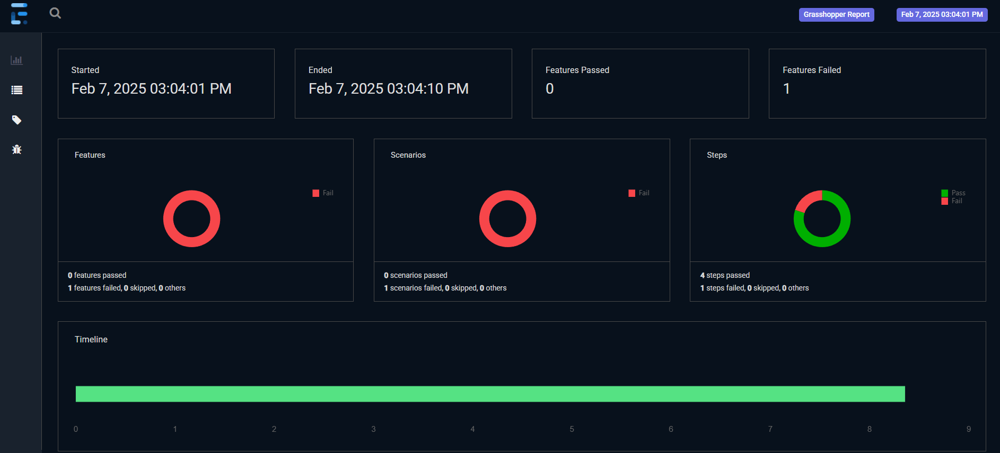 Grasshopper Report
Feb 7, 2025 03:04:01 PM
Started
Feb 7, 2025 03:04:01 PM
Ended
Feb 7, 2025 03:04:10 PM
Features Passed
0
Features Failed
1
Features
Fail
0 features passed
1 features failed, 0 skipped, 0 others
Scenarios
Fail
0 scenarios passed
1 scenarios failed, 0 skipped, 0 others
Steps
Pass
Fail
4 steps passed
1 steps failed, 0 skipped, 0 others
Timeline
0 1 2 3 4 5 6 7 8 9